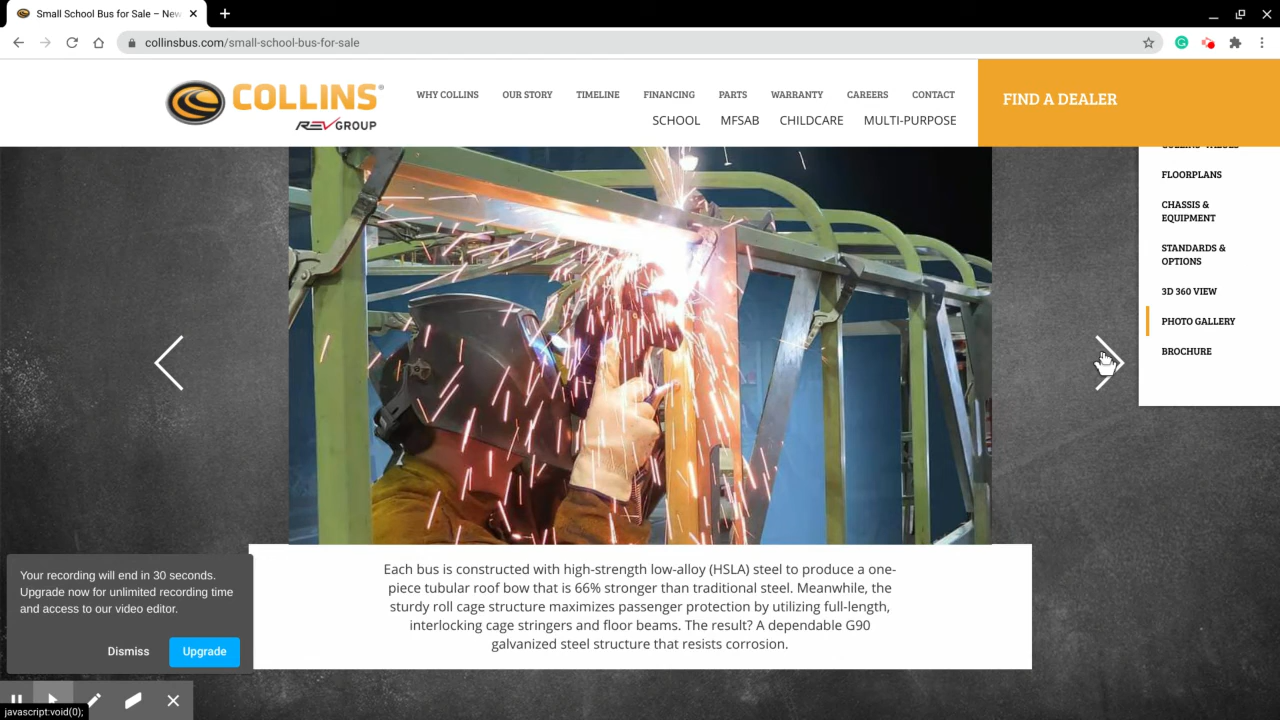 Small School Bus for Sale – New
collinsbus.com/small-school-bus-for-sale
COLLINS®
REV GROUP
WHY COLLINS
OUR STORY
TIMELINE
FINANCING
PARTS
WARRANTY
CAREERS
CONTACT
SCHOOL
MFSAB
CHILDCARE
MULTI-PURPOSE
FIND A DEALER
FLOORPLANS
CHASSIS &
EQUIPMENT
STANDARDS &
OPTIONS
3D 360 VIEW
PHOTO GALLERY
BROCHURE
Each bus is constructed with high-strength low-alloy (HSLA) steel to produce a one-
piece tubular roof bow that is 66% stronger than traditional steel. Meanwhile, the
sturdy roll cage structure maximizes passenger protection by utilizing full-length,
interlocking cage stringers and floor beams. The result? A dependable G90
galvanized steel structure that resists corrosion.
Your recording will end in 30 seconds.
Upgrade now for unlimited recording time
and access to our video editor.
Dismiss
Upgrade
javascript:void(0);